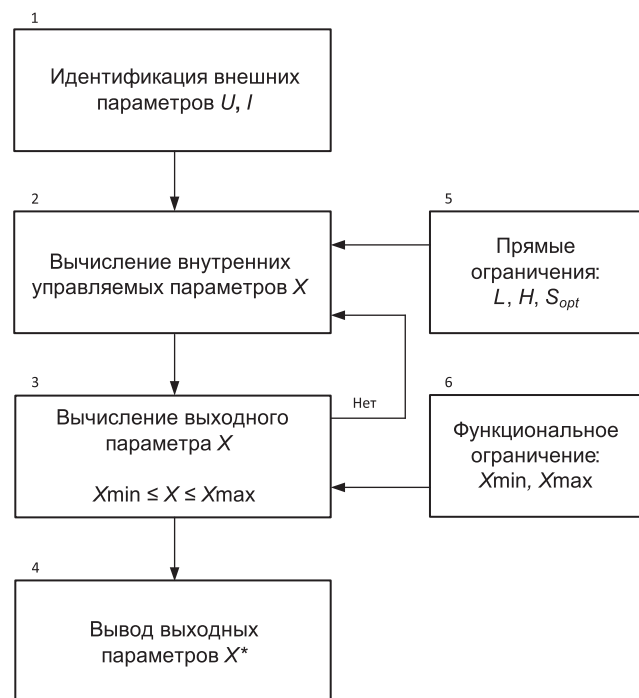 1
Идентификация внешних
параметров U, I
2
Вычисление внутренних
управляемых параметров X
5
Прямые
ограничения:
L, H, Sopt
3
Вычисление выходного
параметра X
Xmin ≤ X ≤ Xmax
Нет
6
Функциональное
ограничение:
Xmin, Xmax
4
Вывод выходных
параметров X*